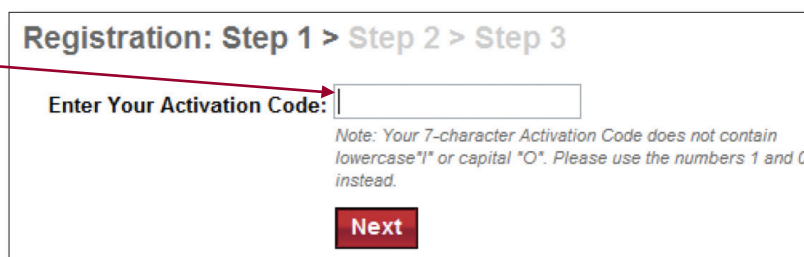 Registration: Step 1 > Step 2 > Step 3
Enter Your Activation Code:
Note: Your 7-character Activation Code does not contain
lowercase"l" or capital "O". Please use the numbers 1 and 0
instead.
Next